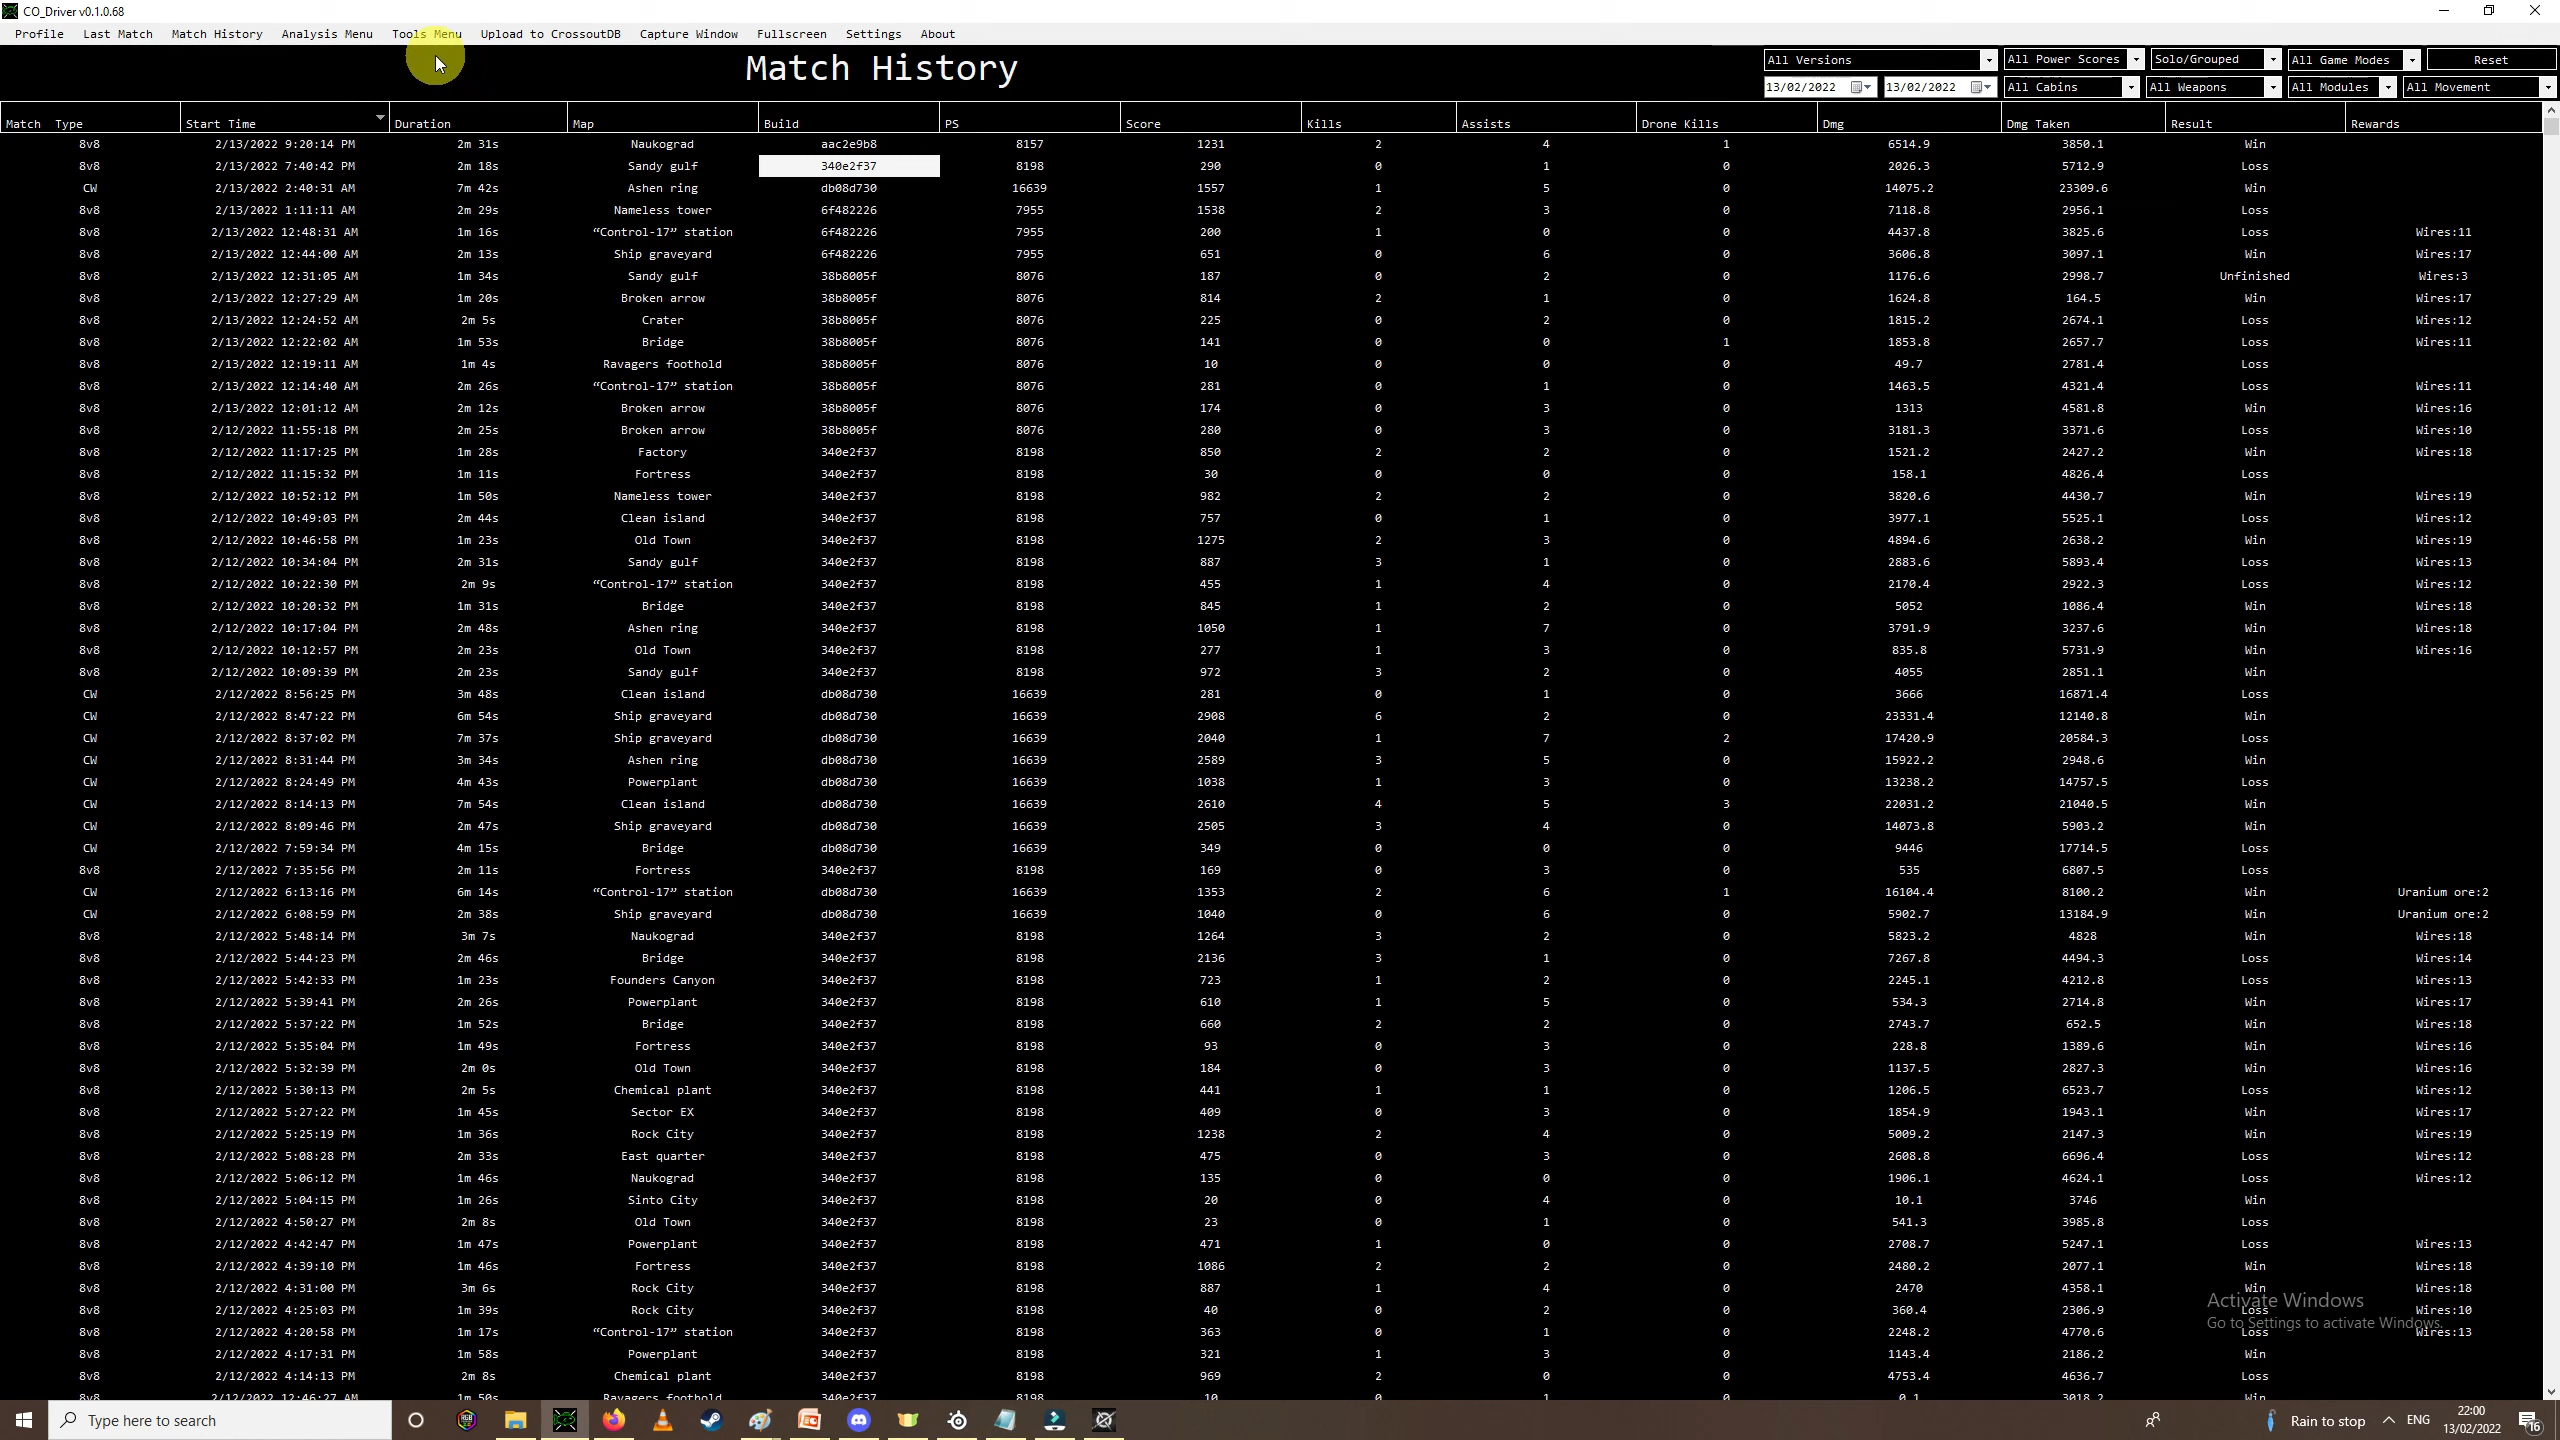 CO_Driver v0.1.0.68
Profile Last Match Match History Analysis Menu Tools Menu Upload to CrossoutDB Capture Window Fullscreen Settings About
Match History
All Versions All Power Scores Solo/Grouped All Game Modes Reset
13/02/2022 13/02/2022 All Cabins All Weapons All Modules All Movement
Match Type Start Time Duration Map Build PS Score Kills Assists Drone Kills Dmg Dmg Taken Result Rewards
8v8 2/13/2022 9:20:14 PM 2m 31s Naukograd aac2e9b8 8157 1231 2 4 1 6514.9 3850.1 Win
8v8 2/13/2022 7:40:42 PM 2m 18s Sandy gulf 340e2f37 8198 290 0 1 0 2026.3 5712.9 Loss
CW 2/13/2022 2:40:31 AM 7m 42s Ashen ring db08d730 16639 1557 1 5 0 14075.2 23309.6 Win
8v8 2/13/2022 1:11:11 AM 2m 29s Nameless tower 6f482226 7955 1538 2 3 0 7118.8 2956.1 Loss
8v8 2/13/2022 12:48:31 AM 1m 16s “Control-17” station 6f482226 7955 200 1 0 0 4437.8 3825.6 Loss Wires:11
8v8 2/13/2022 12:44:00 AM 2m 13s Ship graveyard 6f482226 7955 651 0 6 0 3606.8 3097.1 Win Wires:17
8v8 2/13/2022 12:31:05 AM 1m 34s Sandy gulf 38b8005f 8076 187 0 2 0 1176.6 2998.7 Unfinished Wires:3
8v8 2/13/2022 12:27:29 AM 1m 20s Broken arrow 38b8005f 8076 814 2 1 0 1624.8 164.5 Win Wires:17
8v8 2/13/2022 12:24:52 AM 2m 5s Crater 38b8005f 8076 225 0 2 0 1815.2 2674.1 Loss Wires:12
8v8 2/13/2022 12:22:02 AM 1m 53s Bridge 38b8005f 8076 141 0 0 1 1853.8 2657.7 Loss Wires:11
8v8 2/13/2022 12:19:11 AM 1m 4s Ravagers foothold 38b8005f 8076 10 0 0 0 49.7 2781.4 Loss
8v8 2/13/2022 12:14:40 AM 2m 26s “Control-17” station 38b8005f 8076 281 0 1 0 1463.5 4321.4 Loss Wires:11
8v8 2/13/2022 12:01:12 AM 2m 12s Broken arrow 38b8005f 8076 174 0 3 0 1313 4581.8 Win Wires:16
8v8 2/12/2022 11:55:18 PM 2m 25s Broken arrow 38b8005f 8076 280 0 3 0 3181.3 3371.6 Loss Wires:10
8v8 2/12/2022 11:17:25 PM 1m 28s Factory 340e2f37 8198 850 2 2 0 1521.2 2427.2 Win Wires:18
8v8 2/12/2022 11:15:32 PM 1m 11s Fortress 340e2f37 8198 30 0 0 0 158.1 4826.4 Loss
8v8 2/12/2022 10:52:12 PM 1m 50s Nameless tower 340e2f37 8198 982 2 2 0 3820.6 4430.7 Win Wires:19
8v8 2/12/2022 10:49:03 PM 2m 44s Clean island 340e2f37 8198 757 0 1 0 3977.1 5525.1 Loss Wires:12
8v8 2/12/2022 10:46:58 PM 1m 23s Old Town 340e2f37 8198 1275 2 3 0 4894.6 2638.2 Win Wires:19
8v8 2/12/2022 10:34:04 PM 2m 31s Sandy gulf 340e2f37 8198 887 3 1 0 2883.6 5893.4 Loss Wires:13
8v8 2/12/2022 10:22:30 PM 2m 9s “Control-17” station 340e2f37 8198 455 1 4 0 2170.4 2922.3 Loss Wires:12
8v8 2/12/2022 10:20:32 PM 1m 31s Bridge 340e2f37 8198 845 1 2 0 5052 1086.4 Win Wires:18
8v8 2/12/2022 10:17:04 PM 2m 48s Ashen ring 340e2f37 8198 1050 1 7 0 3791.9 3237.6 Win Wires:18
8v8 2/12/2022 10:12:57 PM 2m 23s Old Town 340e2f37 8198 277 1 3 0 835.8 5731.9 Win Wires:16
8v8 2/12/2022 10:09:39 PM 2m 23s Sandy gulf 340e2f37 8198 972 3 2 0 4055 2851.1 Win
CW 2/12/2022 8:56:25 PM 3m 48s Clean island db08d730 16639 281 0 1 0 3666 16871.4 Loss
CW 2/12/2022 8:47:22 PM 6m 54s Ship graveyard db08d730 16639 2908 6 2 0 23331.4 12140.8 Win
CW 2/12/2022 8:37:02 PM 7m 37s Ship graveyard db08d730 16639 2040 1 7 2 17420.9 20584.3 Loss
CW 2/12/2022 8:31:44 PM 3m 34s Ashen ring db08d730 16639 2589 3 5 0 15922.2 2948.6 Win
CW 2/12/2022 8:24:49 PM 4m 43s Powerplant db08d730 16639 1038 1 3 0 13238.2 14757.5 Loss
CW 2/12/2022 8:14:13 PM 7m 54s Clean island db08d730 16639 2610 4 5 3 22031.2 21040.5 Win
CW 2/12/2022 8:09:46 PM 2m 47s Ship graveyard db08d730 16639 2505 3 4 0 14073.8 5903.2 Win
CW 2/12/2022 7:59:34 PM 4m 15s Bridge db08d730 16639 349 0 0 0 9446 17714.5 Loss
8v8 2/12/2022 7:35:56 PM 2m 11s Fortress 340e2f37 8198 169 0 3 0 535 6807.5 Loss
CW 2/12/2022 6:13:16 PM 6m 14s “Control-17” station db08d730 16639 1353 2 6 1 16104.4 8100.2 Win Uranium ore:2
CW 2/12/2022 6:08:59 PM 2m 38s Ship graveyard db08d730 16639 1040 0 6 0 5902.7 13184.9 Win Uranium ore:2
8v8 2/12/2022 5:48:14 PM 3m 7s Naukograd 340e2f37 8198 1264 3 2 0 5823.2 4828 Win Wires:18
8v8 2/12/2022 5:44:23 PM 2m 46s Bridge 340e2f37 8198 2136 3 1 0 7267.8 4494.3 Loss Wires:14
8v8 2/12/2022 5:42:33 PM 1m 23s Founders Canyon 340e2f37 8198 723 1 2 0 2245.1 4212.8 Loss Wires:13
8v8 2/12/2022 5:39:41 PM 2m 26s Powerplant 340e2f37 8198 610 1 5 0 534.3 2714.8 Win Wires:17
8v8 2/12/2022 5:37:22 PM 1m 52s Bridge 340e2f37 8198 660 2 2 0 2743.7 652.5 Win Wires:18
8v8 2/12/2022 5:35:04 PM 1m 49s Fortress 340e2f37 8198 93 0 3 0 228.8 1389.6 Win Wires:16
8v8 2/12/2022 5:32:39 PM 2m 0s Old Town 340e2f37 8198 184 0 3 0 1137.5 2827.3 Win Wires:16
8v8 2/12/2022 5:30:13 PM 2m 5s Chemical plant 340e2f37 8198 441 1 1 0 1206.5 6523.7 Loss Wires:12
8v8 2/12/2022 5:27:22 PM 1m 45s Sector EX 340e2f37 8198 409 0 3 0 1854.9 1943.1 Win Wires:17
8v8 2/12/2022 5:25:19 PM 1m 36s Rock City 340e2f37 8198 1238 2 4 0 5009.2 2147.3 Win Wires:19
8v8 2/12/2022 5:08:28 PM 2m 33s East quarter 340e2f37 8198 475 0 3 0 2608.8 6696.4 Loss Wires:12
8v8 2/12/2022 5:06:12 PM 1m 46s Naukograd 340e2f37 8198 135 0 0 0 1906.1 4624.1 Loss Wires:12
8v8 2/12/2022 5:04:15 PM 1m 26s Sinto City 340e2f37 8198 20 0 4 0 10.1 3746 Win
8v8 2/12/2022 4:50:27 PM 2m 8s Old Town 340e2f37 8198 23 0 1 0 541.3 3985.8 Loss
8v8 2/12/2022 4:42:47 PM 1m 47s Powerplant 340e2f37 8198 471 1 0 0 2708.7 5247.1 Loss Wires:13
8v8 2/12/2022 4:39:10 PM 1m 46s Fortress 340e2f37 8198 1086 2 2 0 2480.2 2077.1 Win Wires:18
8v8 2/12/2022 4:31:00 PM 3m 6s Rock City 340e2f37 8198 887 1 4 0 2470 4358.1 Win Wires:18
8v8 2/12/2022 4:25:03 PM 1m 39s Rock City 340e2f37 8198 40 0 2 0 360.4 2306.9 Loss Wires:10
8v8 2/12/2022 4:20:58 PM 1m 17s “Control-17” station 340e2f37 8198 363 0 1 0 2248.2 4770.6 Loss Wires:13
8v8 2/12/2022 4:17:31 PM 1m 58s Powerplant 340e2f37 8198 321 1 3 0 1143.4 2186.2 Win
8v8 2/12/2022 4:14:13 PM 2m 8s Chemical plant 340e2f37 8198 969 2 0 0 4753.4 4636.7 Loss
8v8 2/12/2022 12:46:27 AM 1m 50s Ravagers foothold 340e2f37 8198 10 0 1 0 0.1 3018.2 Win
Activate Windows
Go to Settings to activate Windows.
Type here to search Rain to stop ENG 22:00
13/02/2022 16